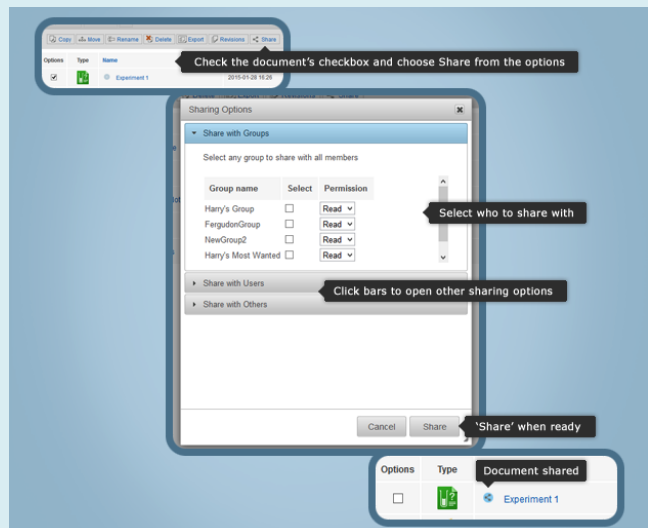 Copy Move Rename Delete Export Revisions Share
Options Type Name
Check the document's checkbox and choose Share from the options
Experiment 1 2015-01-28 16:26
Sharing Options
Share with Groups
Select any group to share with all members
Group name Select Permission
Harry's Group Read
FergudonGroup Read
NewGroup2 Read
Harry's Most Wanted Read
Select who to share with
Share with Users
Click bars to open other sharing options
Share with Others
Cancel Share
'Share' when ready
Options Type Document shared
Experiment 1